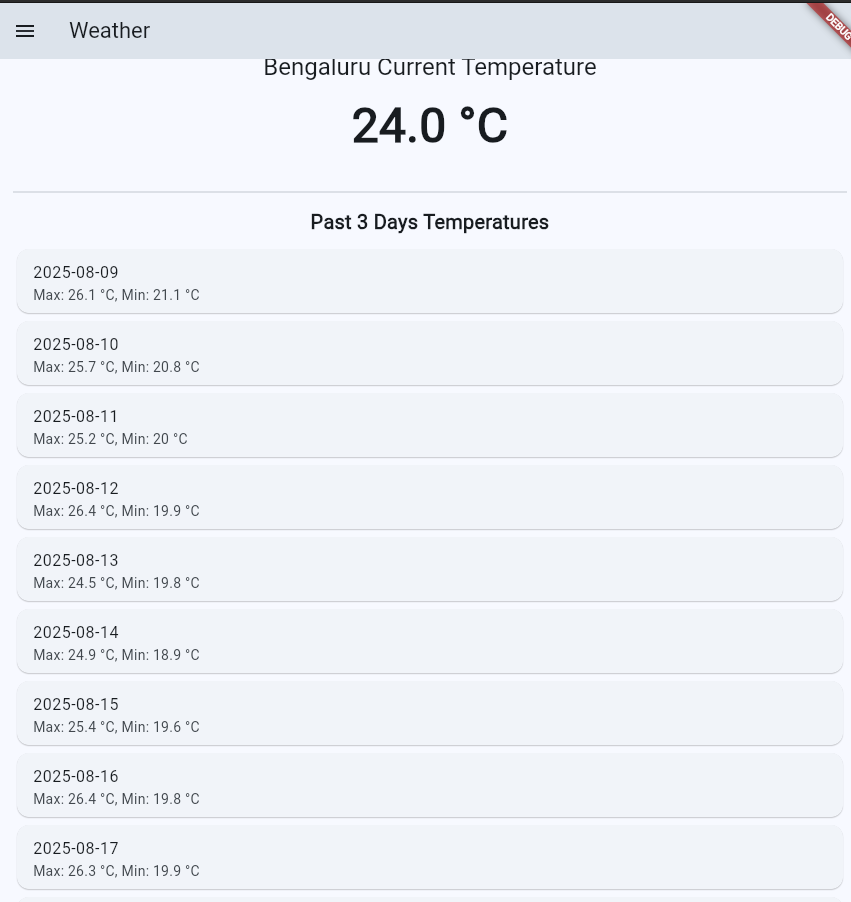 Weather
DEBUG
Bengaluru Current Temperature
24.0 °C
Past 3 Days Temperatures
2025-08-09
Max: 26.1 °C, Min: 21.1 °C
2025-08-10
Max: 25.7 °C, Min: 20.8 °C
2025-08-11
Max: 25.2 °C, Min: 20 °C
2025-08-12
Max: 26.4 °C, Min: 19.9 °C
2025-08-13
Max: 24.5 °C, Min: 19.8 °C
2025-08-14
Max: 24.9 °C, Min: 18.9 °C
2025-08-15
Max: 25.4 °C, Min: 19.6 °C
2025-08-16
Max: 26.4 °C, Min: 19.8 °C
2025-08-17
Max: 26.3 °C, Min: 19.9 °C